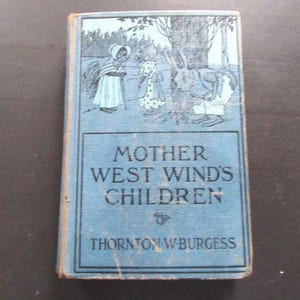 MOTHER
WEST WIND'S
CHILDREN
THORNTON·W·BURGESS